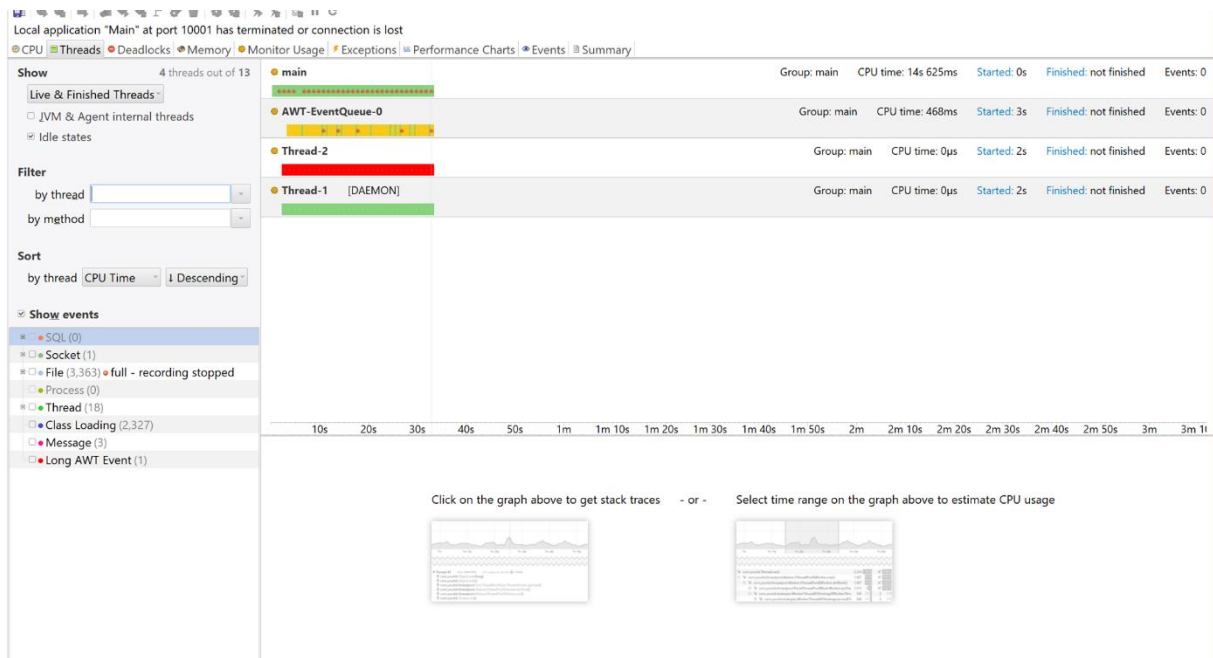 Local application "Main" at port 10001 has terminated or connection is lost
CPU Threads Deadlocks Memory Monitor Usage Exceptions Performance Charts Events Summary
Show 4 threads out of 13
Live & Finished Threads
JVM & Agent internal threads
Idle states
Filter
by thread
by method
Sort
by thread CPU Time ↓ Descending
Show events
SQL (0)
Socket (1)
File (3,363) full - recording stopped
Process (0)
Thread (18)
Class Loading (2,327)
Message (3)
Long AWT Event (1)
main Group: main CPU time: 14s 625ms Started: 0s Finished: not finished Events: 0
AWT-EventQueue-0 Group: main CPU time: 468ms Started: 3s Finished: not finished Events: 0
Thread-2 Group: main CPU time: 0μs Started: 2s Finished: not finished Events: 0
Thread-1 [DAEMON] Group: main CPU time: 0μs Started: 2s Finished: not finished Events: 0
10s 20s 30s 40s 50s 1m 1m 10s 1m 20s 1m 30s 1m 40s 1m 50s 2m 2m 10s 2m 20s 2m 30s 2m 40s 2m 50s 3m 3m
Click on the graph above to get stack traces - or - Select time range on the graph above to estimate CPU usage